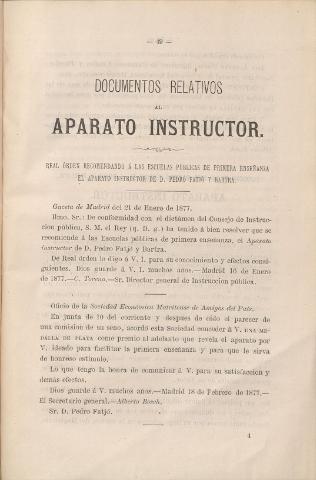 — 49 —
DOCUMENTOS RELATIVOS
AL
APARATO INSTRUCTOR.
REAL ÓRDEN RECOMENDANDO Á LAS ESCUELAS PÚBLICAS DE PRIMERA ENSEÑANZA
EL APARATO INSTRUCTOR DE D. PEDRO FATJÓ Y BARTRA.
Gaceta de Madrid del 21 de Enero de 1877.
Ilmo. Sr.: De conformidad con el dictámen del Consejo de Instruc-
cion pública, S. M. el Rey (q. D. g.) ha tenido á bien resolver que se
recomiende á las Escuelas públicas de primera enseñanza, el Aparato
instructor de D. Pedro Fatjó y Bartra.
De Real órden lo digo á V. I. para su conocimiento y efectos consi-
guientes. Dios guarde á V. I. muchos años.—Madrid 16 de Enero
de 1877.—C. Toreno.—Sr. Director general de Instruccion pública.
Oficio de la Sociedad Económica Matritense de Amigos del País.
En junta de 10 del corriente y despues de oido el parecer de
una comision de su seno, acordó esta Sociedad conceder á V. UNA ME-
DALLA DE PLATA como premio al adelanto que revela el aparato por
V. ideado para facilitar la primera enseñanza y para que le sirva
de honroso estímulo.
Lo que tengo la honra de comunicar á V. para su satisfaccion y
demás efectos.
Dios guarde á V. muchos años.—Madrid 18 de Febrero de 1877.—
El Secretario general.—Alberto Bosch.
Sr. D. Pedro Fatjó.
4